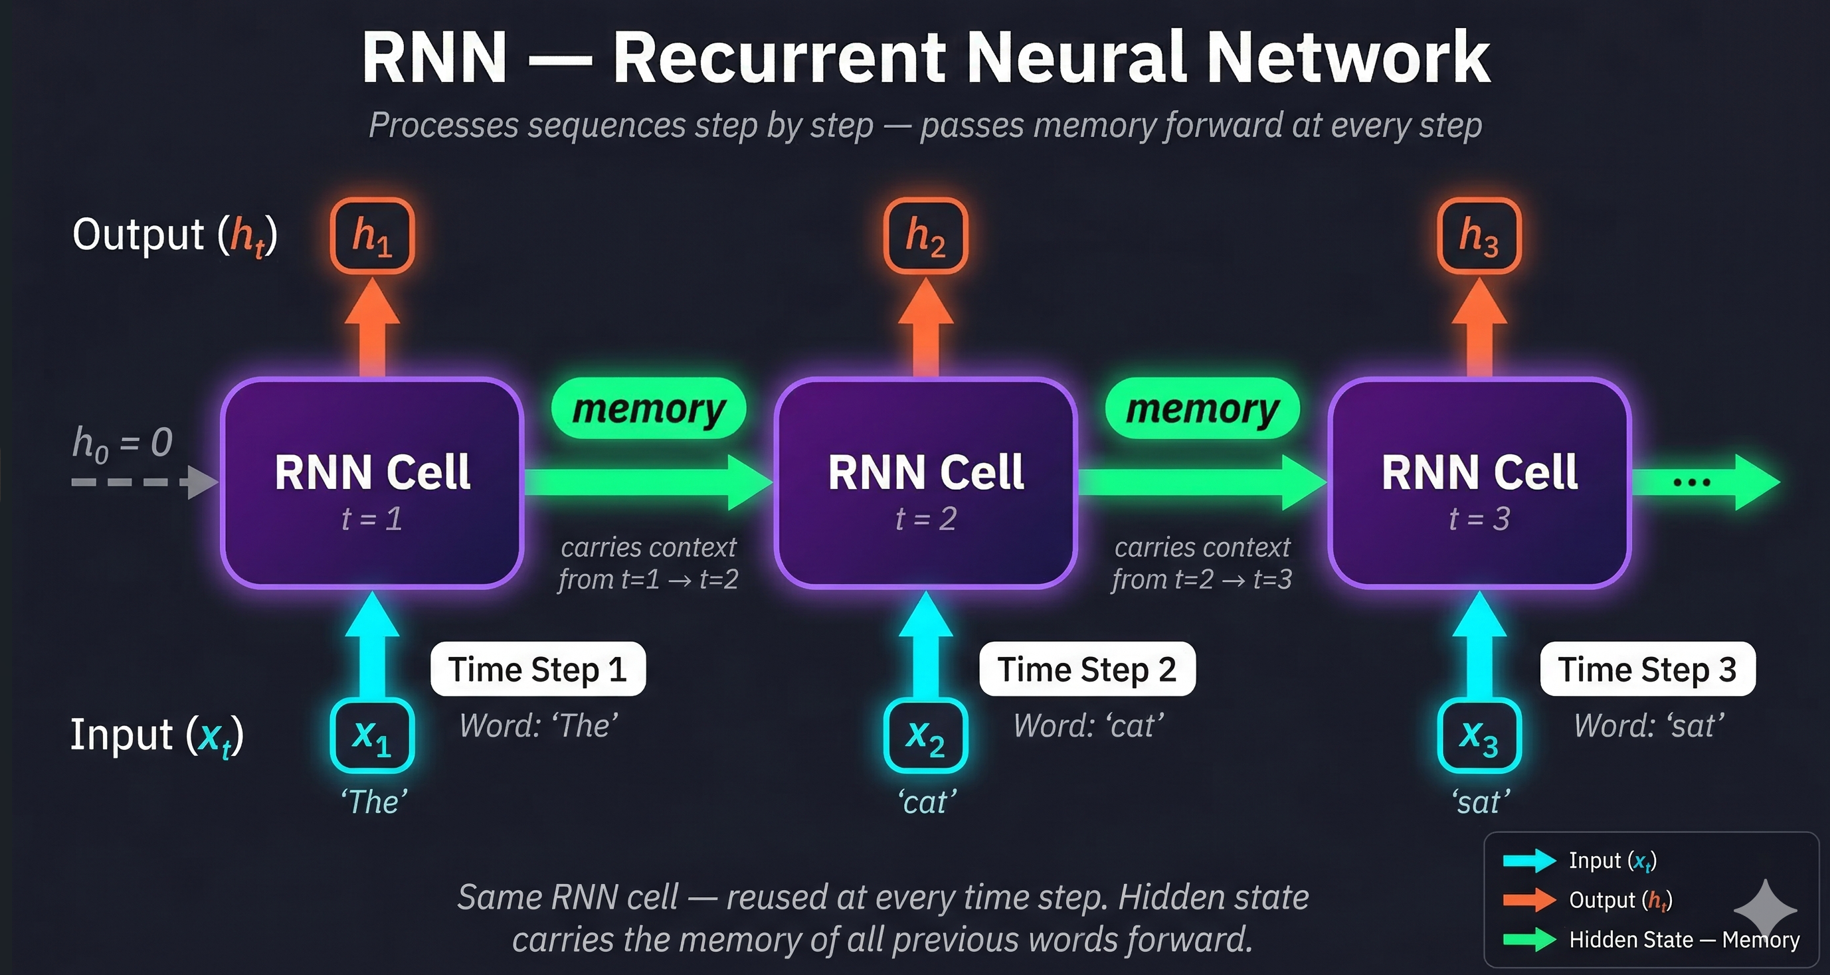 RNN — Recurrent Neural Network
Processes sequences step by step — passes memory forward at every step
Output (hₜ)
h₁
h₂
h₃
h₀ = 0
RNN Cell
t = 1
memory
carries context
from t=1 → t=2
RNN Cell
t = 2
memory
carries context
from t=2 → t=3
RNN Cell
t = 3
...
Input (xₜ)
x₁
'The'
Time Step 1
Word: ‘The’
x₂
‘cat’
Time Step 2
Word: ‘cat’
x₃
‘sat’
Time Step 3
Word: ‘sat’
Same RNN cell — reused at every time step. Hidden state
carries the memory of all previous words forward.
Input (xₜ)
Output (hₜ)
Hidden State — Memory